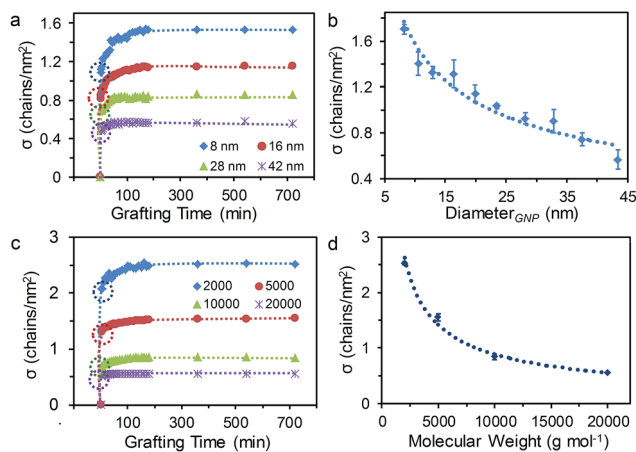 a
σ (chains/nm²)
1.6
1.2
0.8
0.4
0
8 nm 16 nm
28 nm 42 nm
100 300 500 700
Grafting Time (min)
b
σ (chains/nm²)
1.6
1.2
0.8
0.4
5 15 25 35 45
Diameter_GNP (nm)
c
σ (chains/nm²)
3
2
1
0
2000 5000
10000 20000
100 300 500 700
Grafting Time (min)
d
σ (chains/nm²)
3
2
1
0
0 5000 10000 15000 20000
Molecular Weight (g mol⁻¹)